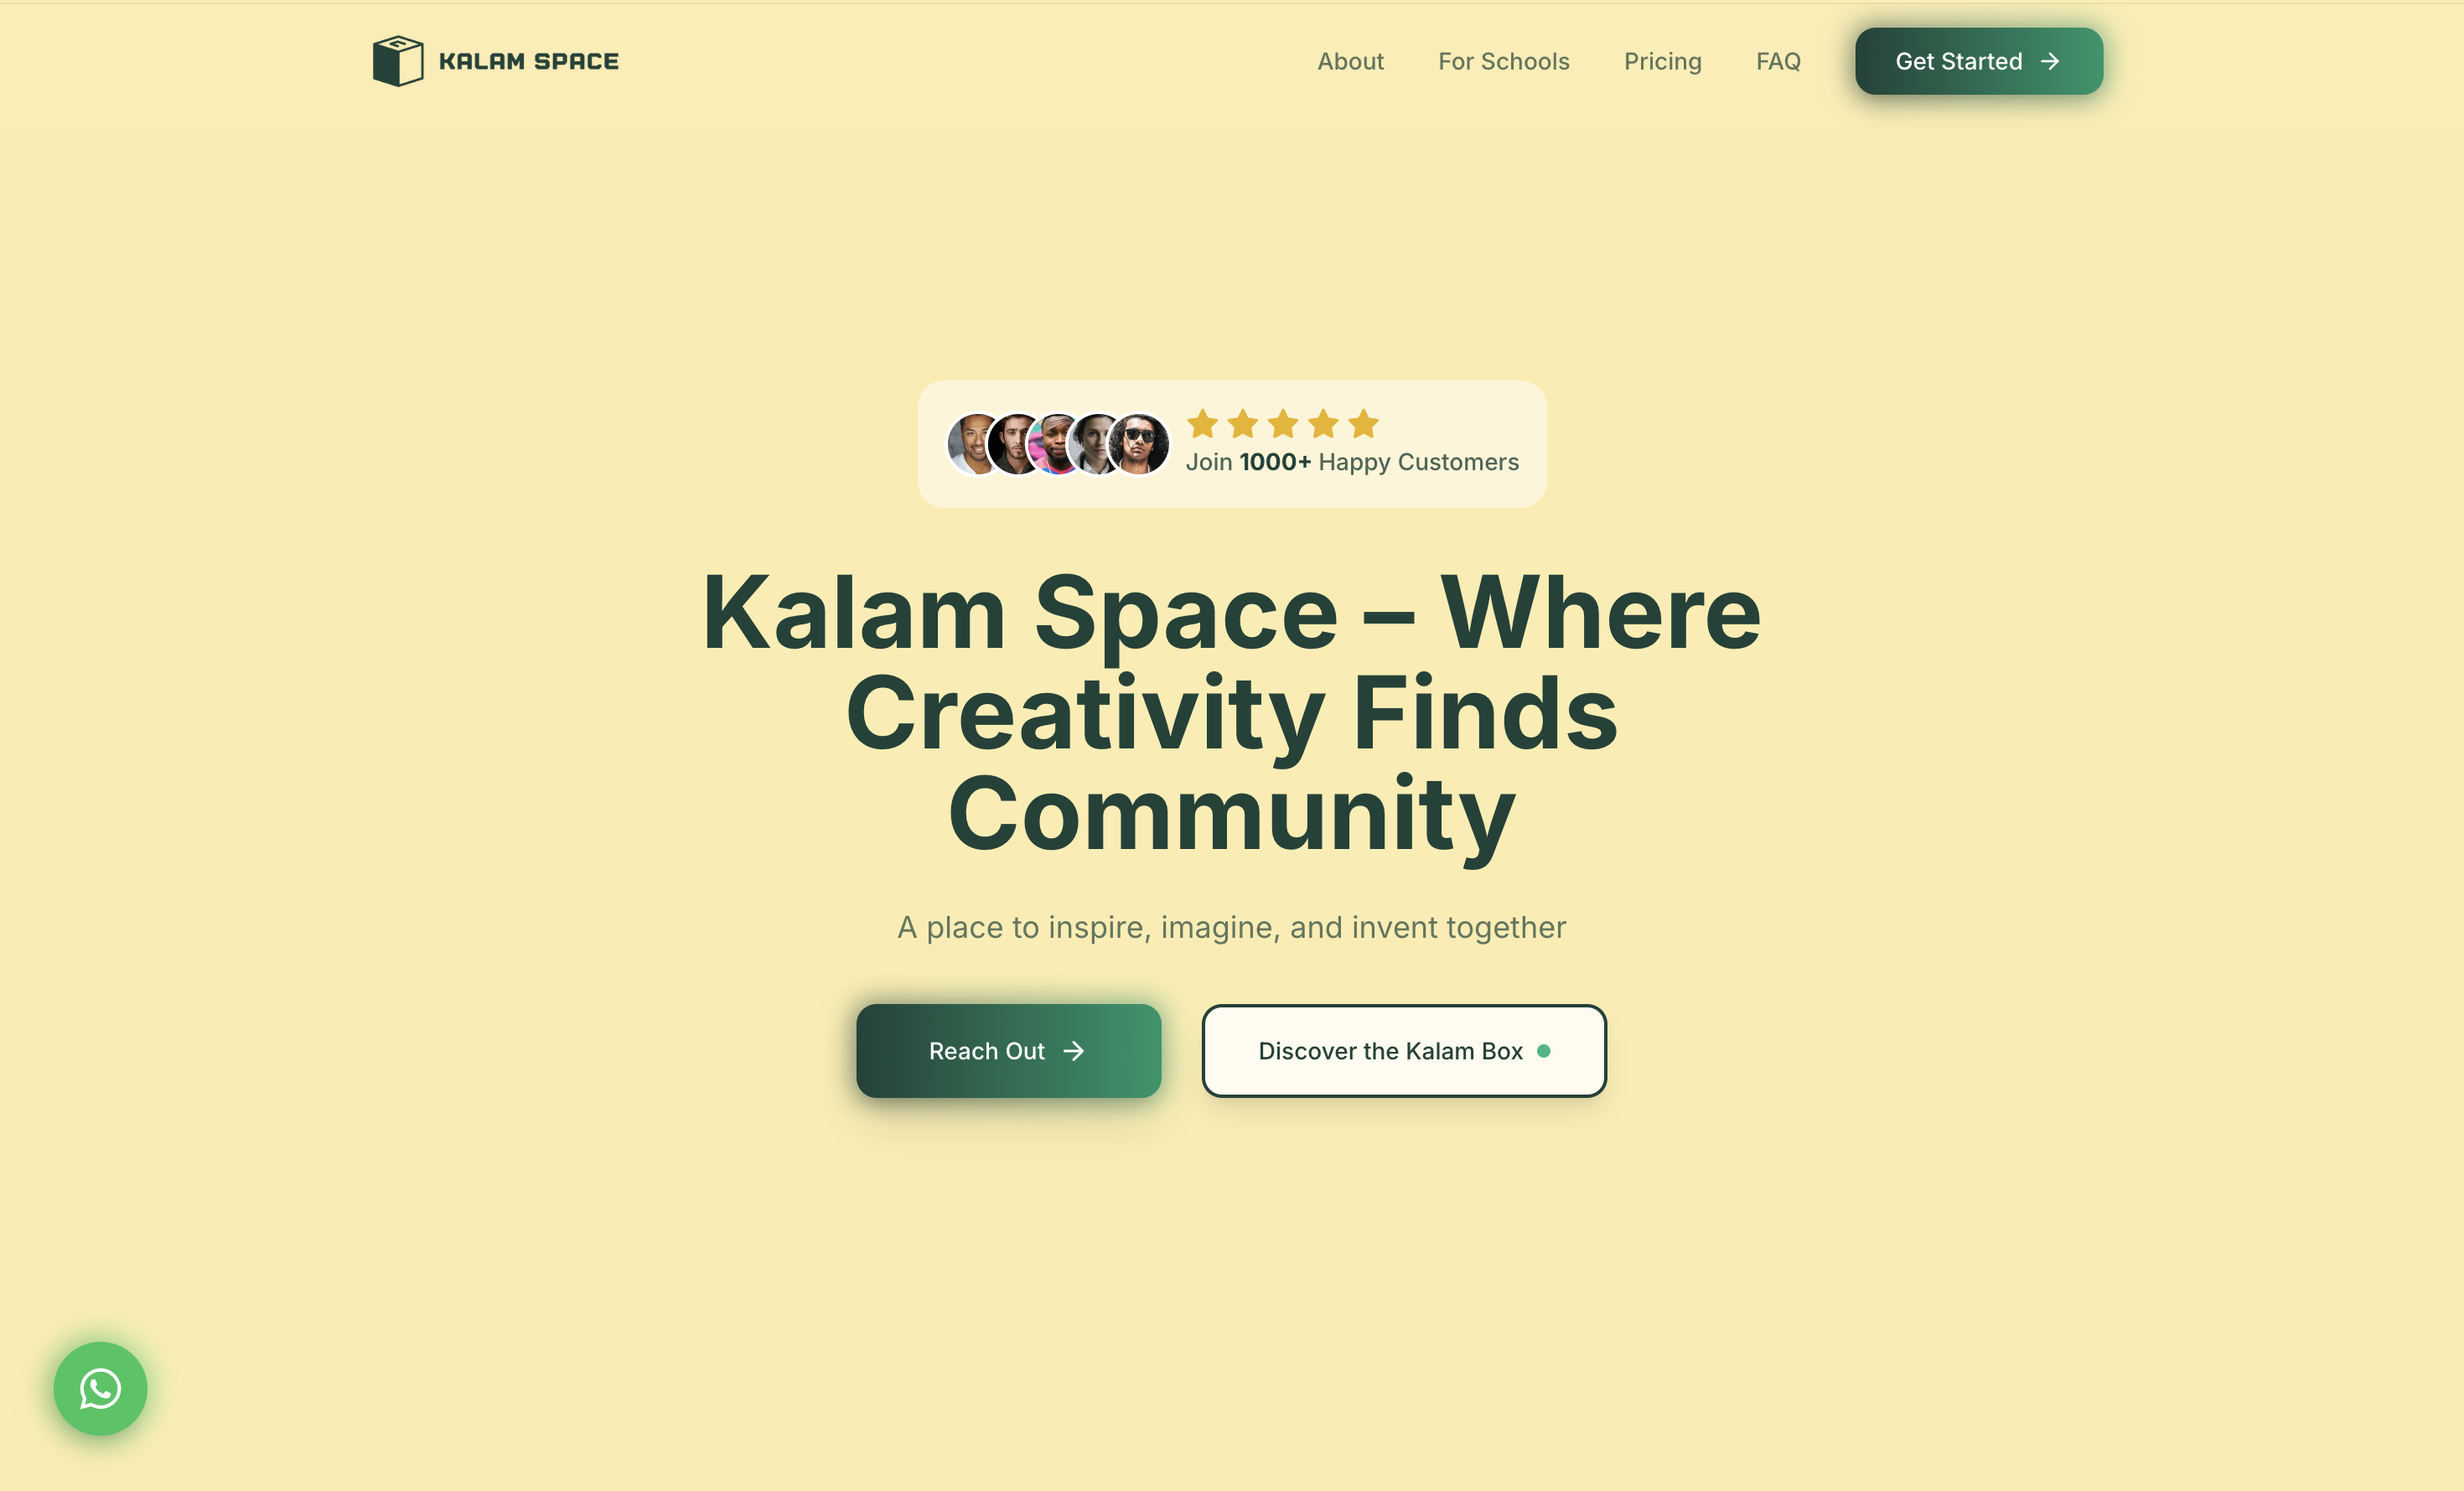 KALAM SPACE
About
For Schools
Pricing
FAQ
Get Started
Join 1000+ Happy Customers
Kalam Space – Where
Creativity Finds
Community
A place to inspire, imagine, and invent together
Reach Out
Discover the Kalam Box